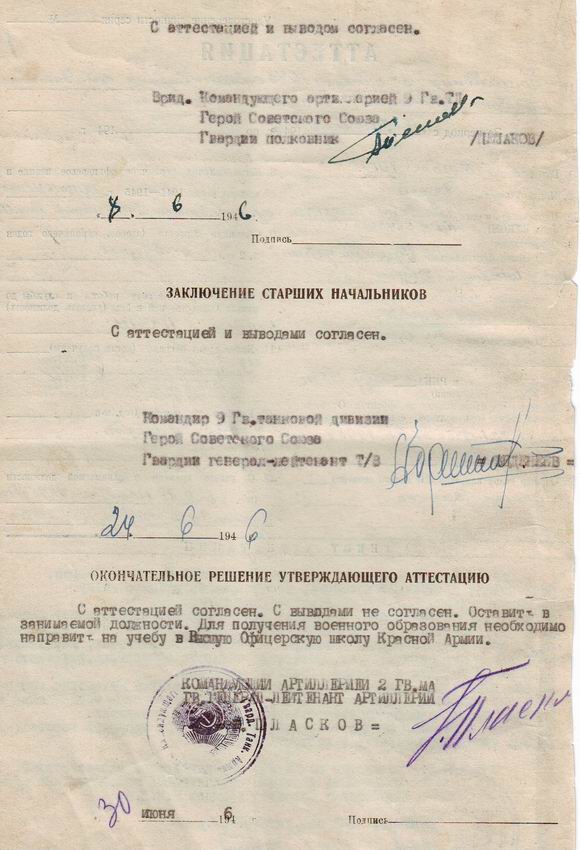 С аттестацией и выводом согласен.
Врид. Командующего артиллерией 9 Гв.ТД
Герой Советского Союза
Гвардии полковник
8. 6 1946.
Подпись
ЗАКЛЮЧЕНИЕ СТАРШИХ НАЧАЛЬНИКОВ
С аттестацией и выводами согласен.
Командир 9 Гв.танковой дивизии
Герой Советского Союза
Гвардии генерал-лейтенант Т/В
24. 6 1946
ОКОНЧАТЕЛЬНОЕ РЕШЕНИЕ УТВЕРЖДАЮЩЕГО АТТЕСТАЦИЮ
С аттестацией согласен. С выводами не согласен. Оставить в
занимаемой должности. Для получения военного образования необходимо
направить на учебу в Высшую Офицерскую школу Красной Армии.
КОМАНДУЮЩИЙ АРТИЛЛЕРИЕЙ 2 ГВ.МА
ГВ.ГЕНЕРАЛ-ЛЕЙТЕНАНТ АРТИЛЛЕРИИ
ПЛАСКОВ =
30 июня 1946 г.
Подпись